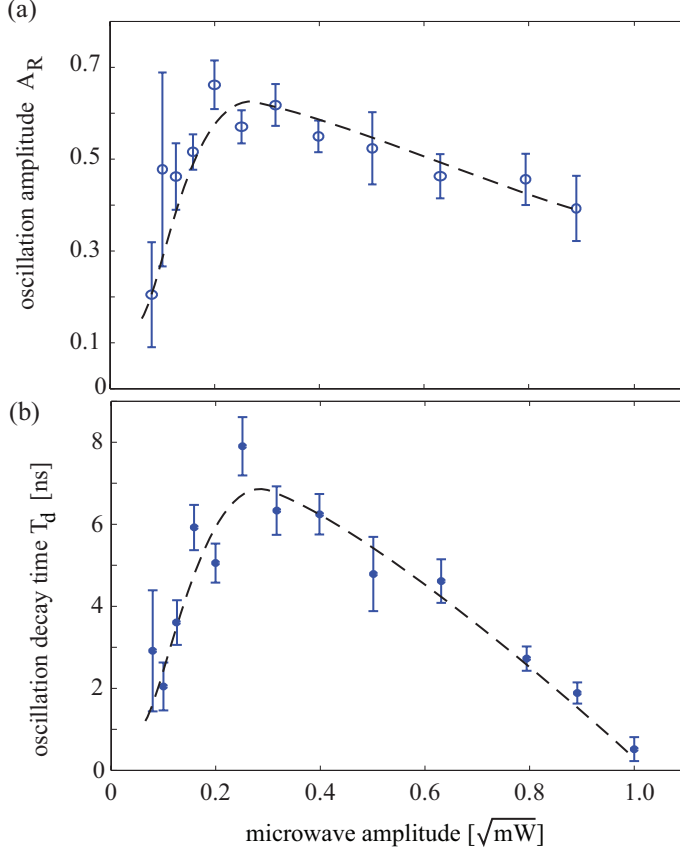 (a)
oscillation amplitude A_R
0.7
0.5
0.3
0.1
0
(b)
oscillation decay time T_d [ns]
8
6
4
2
0
0 0.2 0.4 0.6 0.8 1.0
microwave amplitude [√mW]